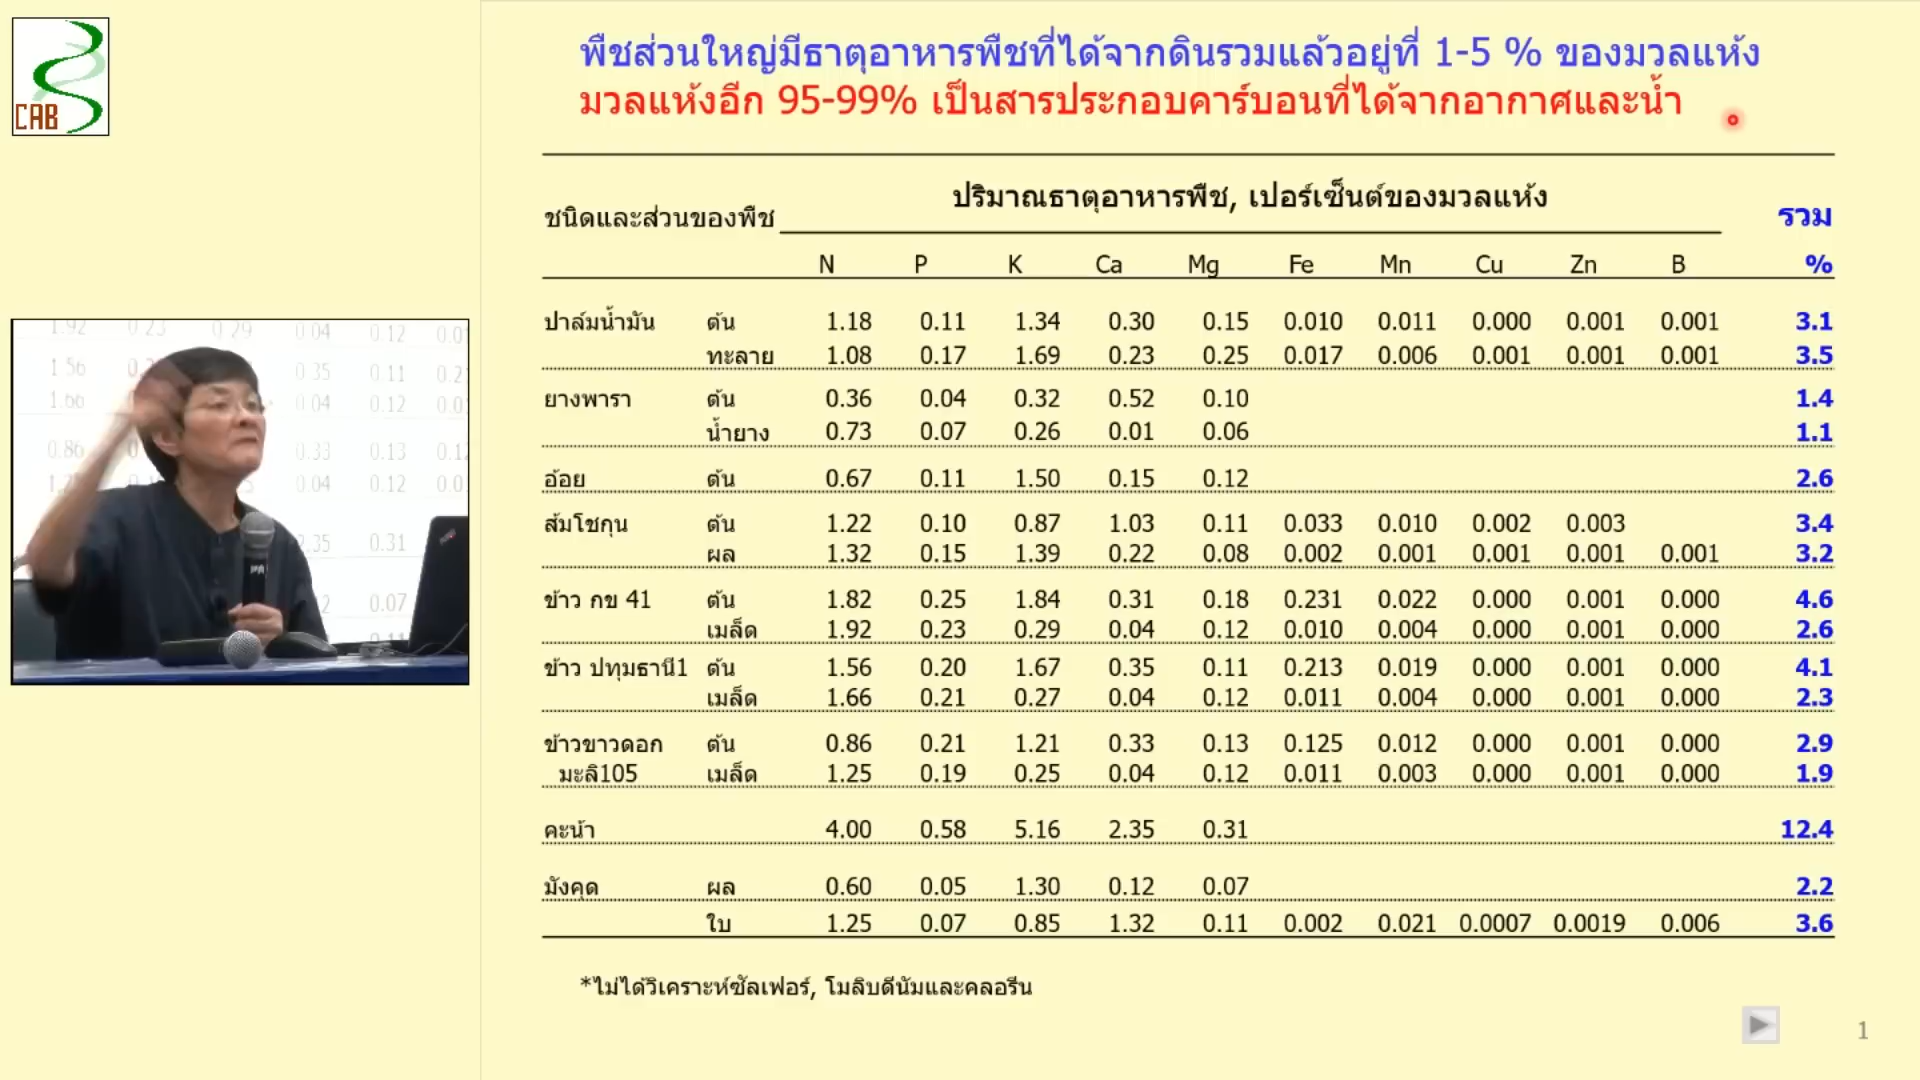 CAB
พืชส่วนใหญ่มีธาตุอาหารพืชที่ได้จากดินรวมแล้วอยู่ที่ 1-5 % ของมวลแห้ง
มวลแห้งอีก 95-99% เป็นสารประกอบคาร์บอนที่ได้จากอากาศและน้ำ
ชนิดและส่วนของพืช ปริมาณธาตุอาหารพืช, เปอร์เซ็นต์ของมวลแห้ง รวม
N P K Ca Mg Fe Mn Cu Zn B %
ปาล์มน้ำมัน ต้น 1.18 0.11 1.34 0.30 0.15 0.010 0.011 0.000 0.001 0.001 3.1
ทะลาย 1.08 0.17 1.69 0.23 0.25 0.017 0.006 0.001 0.001 0.001 3.5
ยางพารา ต้น 0.36 0.04 0.32 0.52 0.10 1.4
น้ำยาง 0.73 0.07 0.26 0.01 0.06 1.1
อ้อย ต้น 0.67 0.11 1.50 0.15 0.12 2.6
ส้มโชกุน ต้น 1.22 0.10 0.87 1.03 0.11 0.033 0.010 0.002 0.003 3.4
ผล 1.32 0.15 1.39 0.22 0.08 0.002 0.001 0.001 0.001 0.001 3.2
ข้าว กข 41 ต้น 1.82 0.25 1.84 0.31 0.18 0.231 0.022 0.000 0.001 0.000 4.6
เมล็ด 1.92 0.23 0.29 0.04 0.12 0.010 0.004 0.000 0.001 0.000 2.6
ข้าว ปทุมธานี1 ต้น 1.56 0.20 1.67 0.35 0.11 0.213 0.019 0.000 0.001 0.000 4.1
เมล็ด 1.66 0.21 0.27 0.04 0.12 0.011 0.004 0.000 0.001 0.000 2.3
ข้าวขาวดอก ต้น 0.86 0.21 1.21 0.33 0.13 0.125 0.012 0.000 0.001 0.000 2.9
มะลิ105 เมล็ด 1.25 0.19 0.25 0.04 0.12 0.011 0.003 0.000 0.001 0.000 1.9
คะน้า 4.00 0.58 5.16 2.35 0.31 12.4
มังคุด ผล 0.60 0.05 1.30 0.12 0.07 2.2
ใบ 1.25 0.07 0.85 1.32 0.11 0.002 0.021 0.0007 0.0019 0.006 3.6
*ไม่ได้วิเคราะห์ซัลเฟอร์, โมลิบดีนัมและคลอรีน
1